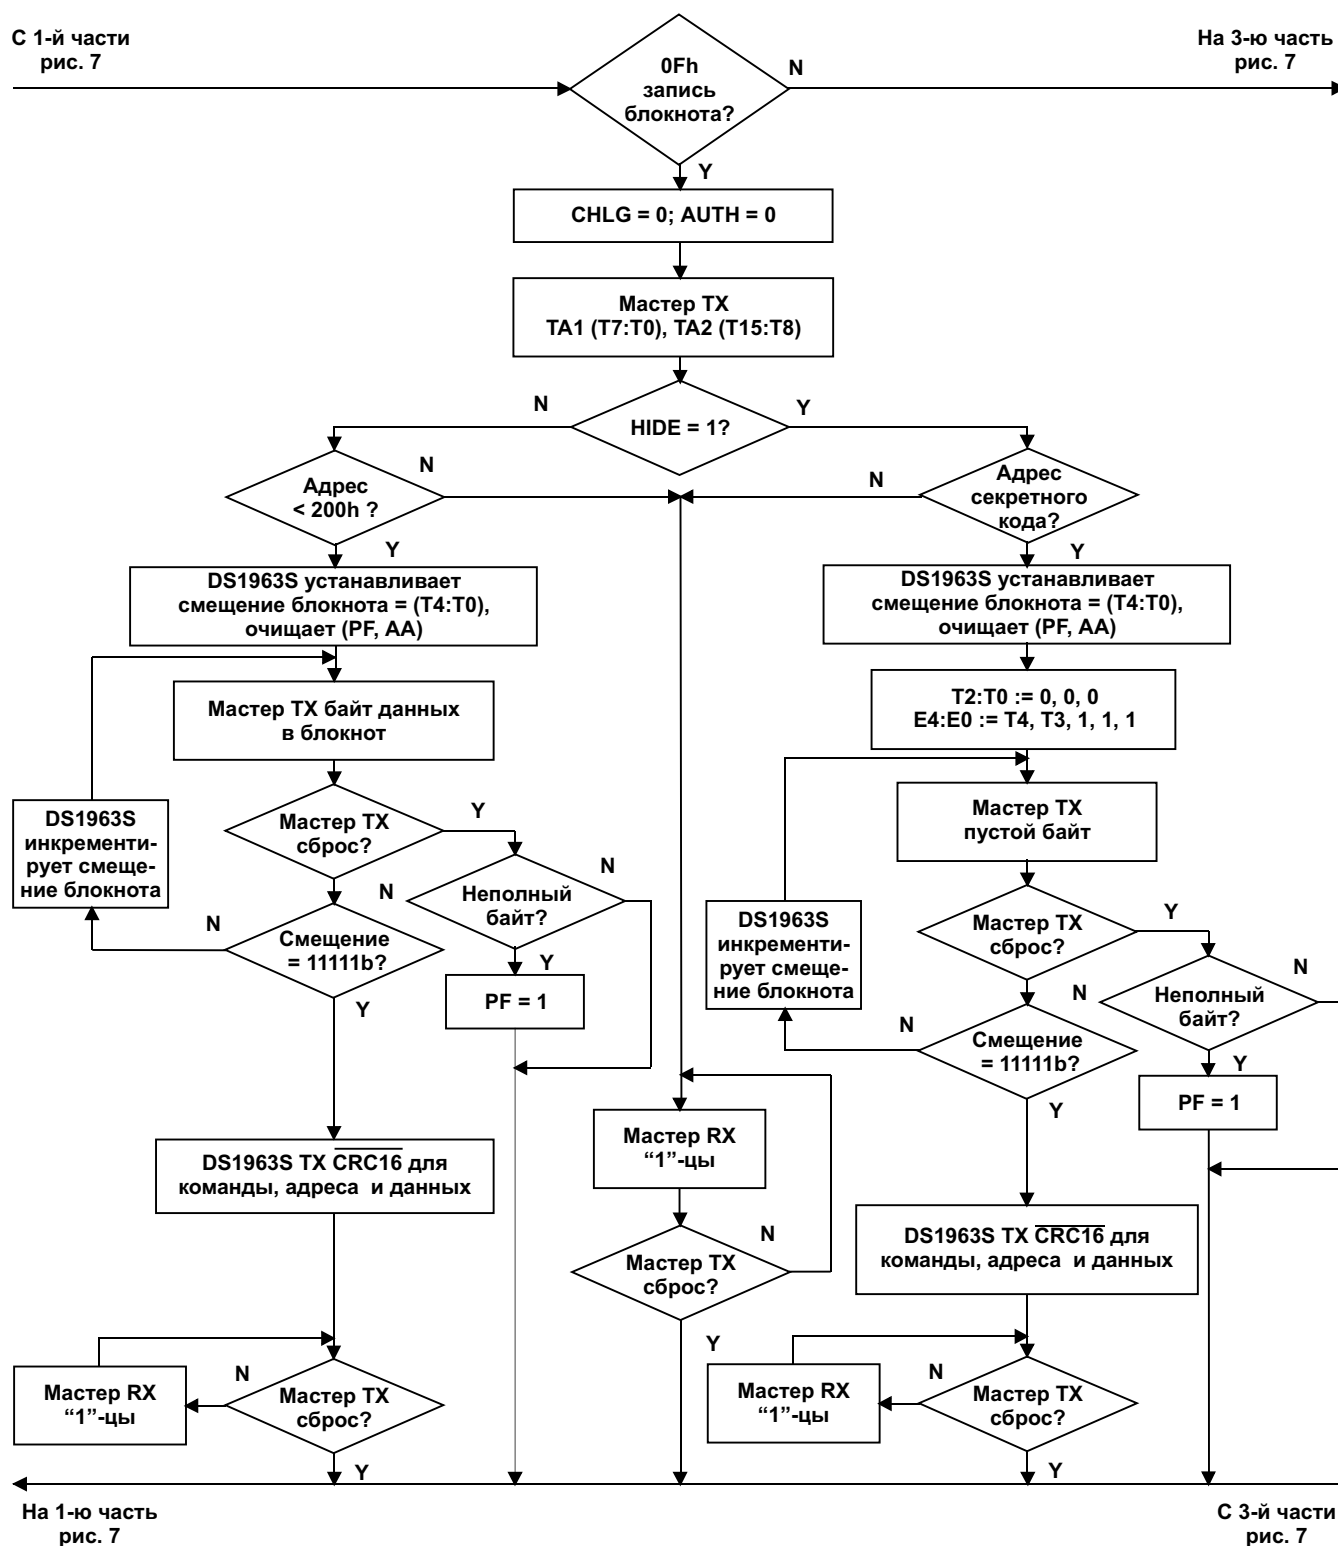 С 1-й части
рис. 7
На 3-ю часть
рис. 7
0Fh
запись
блокнота?
N
Y
CHLG = 0; AUTH = 0
Мастер TX
TA1 (T7:T0), TA2 (T15:T8)
N
HIDE = 1?
Y
Адрес
< 200h ?
N
Y
N
Адрес
секретного
кода?
Y
DS1963S устанавливает
смещение блокнота = (T4:T0),
очищает (PF, AA)
DS1963S устанавливает
смещение блокнота = (T4:T0),
очищает (PF, AA)
T2:T0 := 0, 0, 0
E4:E0 := T4, T3, 1, 1, 1
Мастер TX байт данных
в блокнот
Мастер TX
пустой байт
DS1963S
инкременти-
рует смеще-
ние блокнота
Мастер TX
сброс?
Y
N
Неполный
байт?
N
Y
PF = 1
N
Смещение
= 11111b?
Y
DS1963S
инкременти-
рует смеще-
ние блокнота
Мастер TX
сброс?
Y
N
Неполный
байт?
N
Y
PF = 1
N
Смещение
= 11111b?
Y
DS1963S TX CRC16 для
команды, адреса и данных
Мастер RX
“1”-цы
Мастер TX
сброс?
N
Y
DS1963S TX CRC16 для
команды, адреса и данных
Мастер RX
“1”-цы
N
Мастер TX
сброс?
Y
Мастер RX
“1”-цы
N
Мастер TX
сброс?
Y
На 1-ю часть
рис. 7
С 3-й части
рис. 7